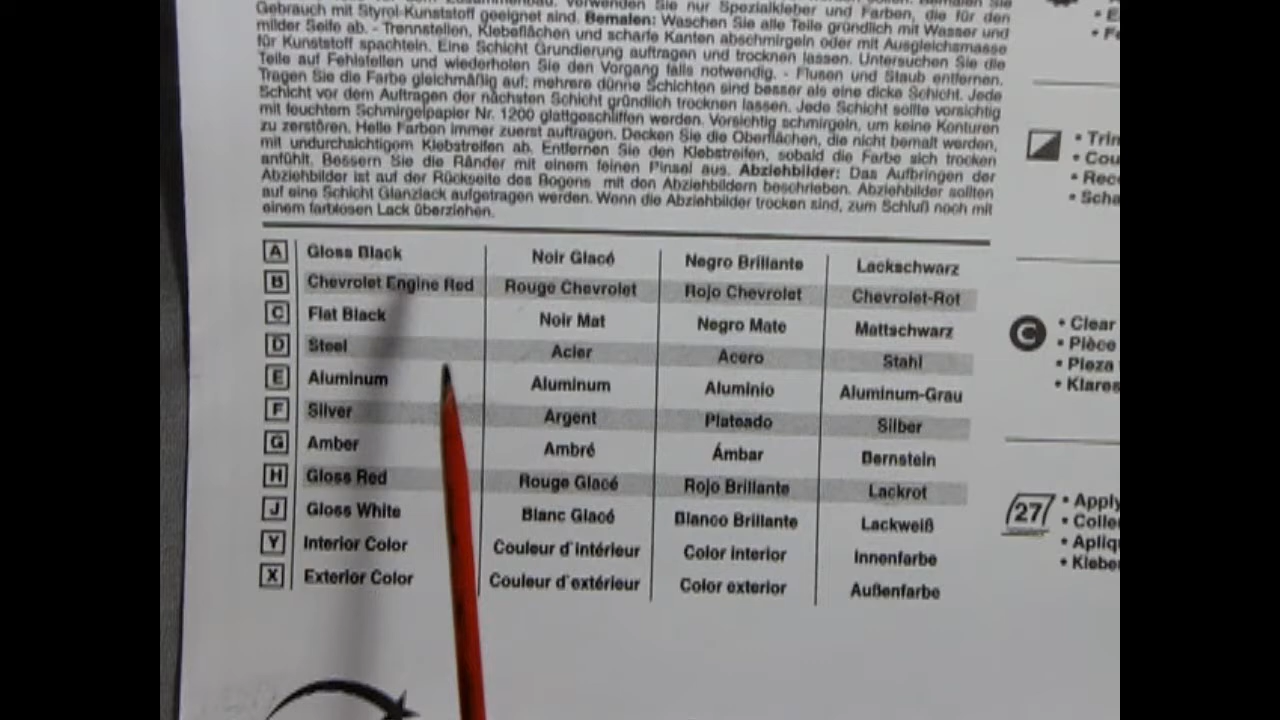 Gebrauch mit Styrol-Kunststoff geeignet sind. Bemalen: Waschen Sie alle Teile gründlich mit Wasser und
milder Seife ab. - Trennstellen, Klebeflächen und scharfe Kanten abschmirgeln oder mit Ausgleichsmasse
für Kunststoff spachteln. Eine Schicht Grundierung auftragen und trocknen lassen. Untersuchen Sie die
Teile auf Fehlstellen und wiederholen Sie den Vorgang falls notwendig. - Flusen und Staub entfernen.
Tragen Sie die Farbe gleichmäßig auf: mehrere dünne Schichten sind besser als eine dicke Schicht. Jede
Schicht vor dem Auftragen der nächsten Schicht gründlich trocknen lassen. Jede Schicht sollte vorsichtig
mit feuchtem Schmirgelpapier Nr. 1200 glattgeschliffen werden. Vorsichtig schmirgeln, um keine Konturen
zu zerstören. Helle Farben immer zuerst auftragen. Decken Sie die Oberflächen, die nicht bemalt werden,
mit undurchsichtigem Klebstreifen ab. Entfernen Sie den Klebstreifen, sobald die Farbe sich trocken
anfühlt. Bessern Sie die Ränder mit einem feinen Pinsel aus. Abziehbilder: Das Aufbringen der
Abziehbilder ist auf der Rückseite des Bogens mit den Abziehbildern beschrieben. Abziehbilder sollten
auf eine Schicht Glanzlack aufgetragen werden. Wenn die Abziehbilder trocken sind, zum Schluß noch mit
einem farblosen Lack überziehen.
A Gloss Black Noir Glacé Negro Brillante Lackschwarz
B Chevrolet Engine Red Rouge Chevrolet Rojo Chevrolet Chevrolet-Rot
C Flat Black Noir Mat Negro Mate Mattschwarz
D Steel Acier Acero Stahl
E Aluminum Aluminum Aluminio Aluminum-Grau
F Silver Argent Plateado Silber
G Amber Ambré Ámbar Bernstein
H Gloss Red Rouge Glacé Rojo Brillante Lackrot
J Gloss White Blanc Glacé Blanco Brillante Lackweiß
Y Interior Color Couleur d'intérieur Color interior Innenfarbe
X Exterior Color Couleur d'extérieur Color exterior Außenfarbe
• Clear
• Pièce
• Pieza
• Klares
C
27
• Apply